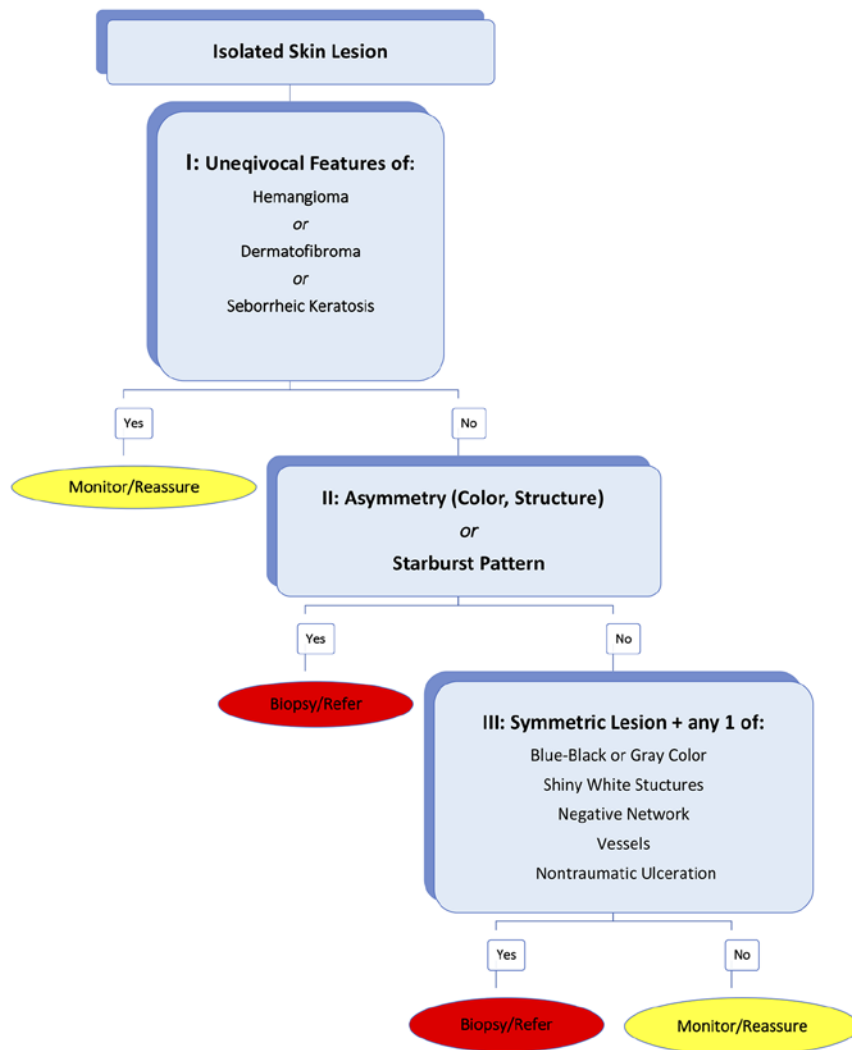 Isolated Skin Lesion
I: Uneqivocal Features of:
Hemangioma
or
Dermatofibroma
or
Seborrheic Keratosis
Yes
No
Monitor/Reassure
II: Asymmetry (Color, Structure)
or
Starburst Pattern
Yes
No
Biopsy/Refer
III: Symmetric Lesion + any 1 of:
Blue-Black or Gray Color
Shiny White Stuctures
Negative Network
Vessels
Nontraumatic Ulceration
Yes
No
Biopsy/Refer
Monitor/Reassure